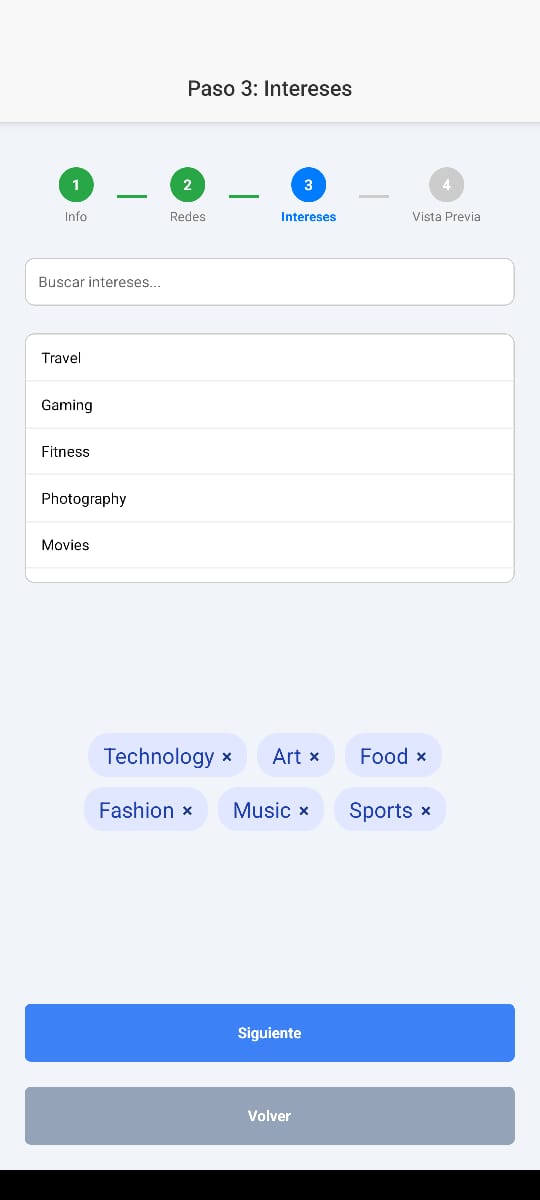 Paso 3: Intereses
1 2 3 4
Info Redes Intereses Vista Previa
Buscar intereses...
Travel
Gaming
Fitness
Photography
Movies
Technology × Art × Food ×
Fashion × Music × Sports ×
Siguiente
Volver